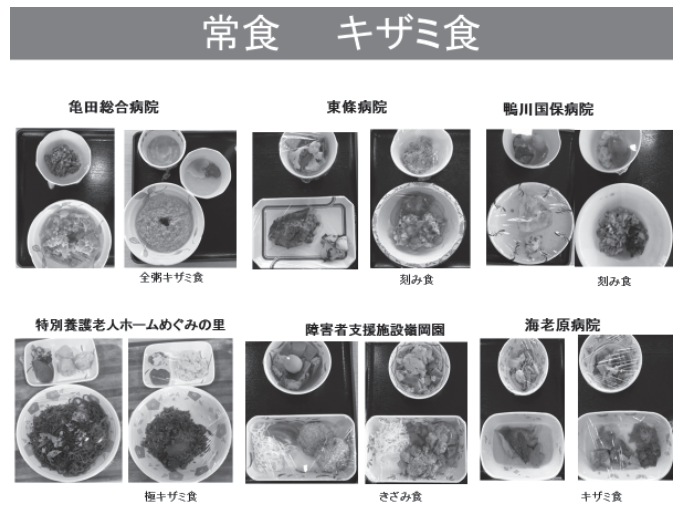 常食　キザミ食
亀田総合病院　東條病院　鴨川国保病院
全粥キザミ食　刻み食　刻み食
特別養護老人ホームめぐみの里　障害者支援施設嶺岡園　海老原病院
極キザミ食　きざみ食　キザミ食